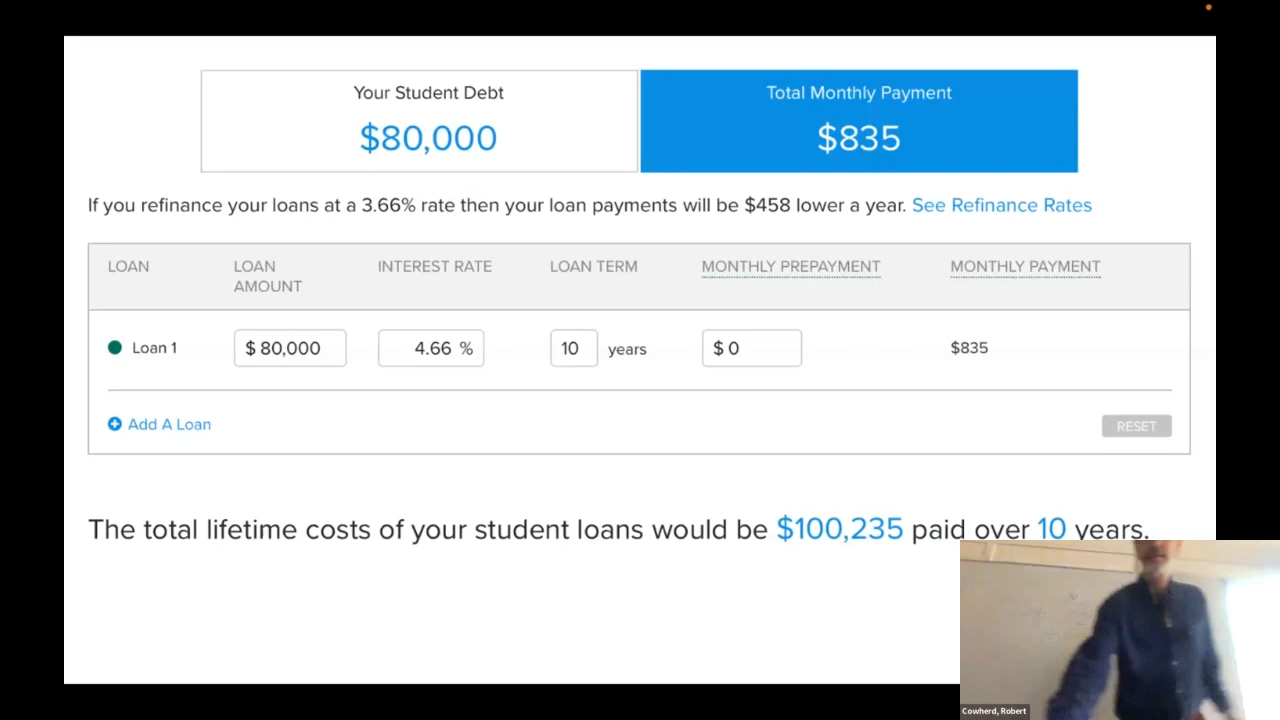 Your Student Debt
$80,000
Total Monthly Payment
$835
If you refinance your loans at a 3.66% rate then your loan payments will be $458 lower a year. See Refinance Rates
LOAN
LOAN
AMOUNT
INTEREST RATE
LOAN TERM
MONTHLY PREPAYMENT
MONTHLY PAYMENT
Loan 1
$ 80,000
4.66 %
10 years
$ 0
$835
Add A Loan
RESET
The total lifetime costs of your student loans would be $100,235 paid over 10 years.
Cowherd, Robert